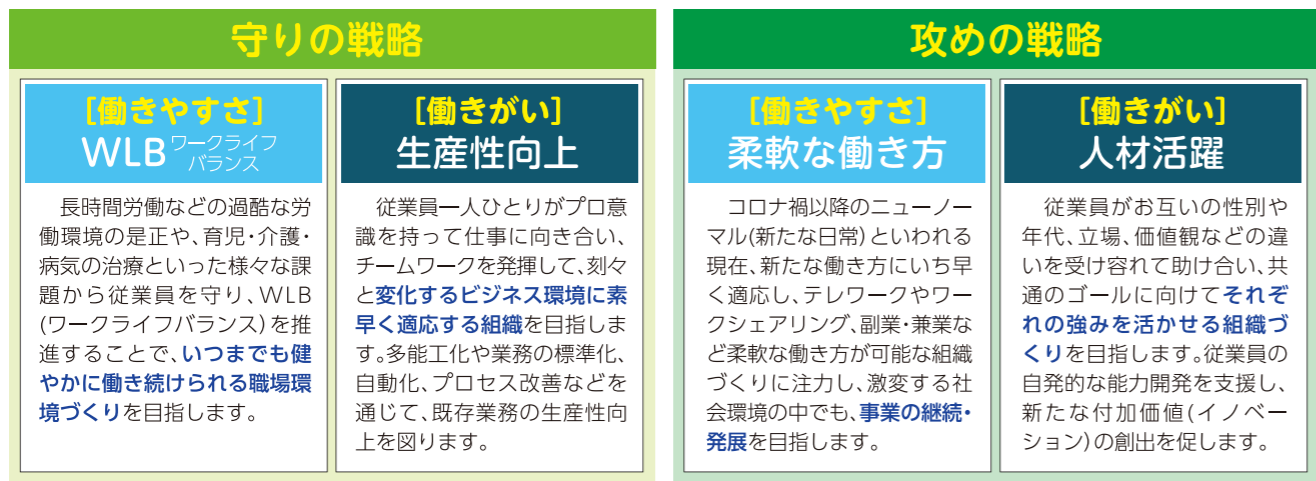 守りの戦略
[働きやすさ]
WLBワークライフ
バランス
長時間労働などの過酷な労
働環境の是正や、育児・介護・
病気の治療といった様々な課
題から従業員を守り、WLB
(ワークライフバランス)を推
進することで、いつまでも健
やかに働き続けられる職場環
境づくりを目指します。
[働きがい]
生産性向上
従業員一人ひとりがプロ意
識を持って仕事に向き合い、
チームワークを発揮して、刻々
と変化するビジネス環境に素
早く適応する組織を目指しま
す。多能工化や業務の標準化、
自動化、プロセス改善などを
通じて、既存業務の生産性向
上を図ります。
攻めの戦略
[働きやすさ]
柔軟な働き方
コロナ禍以降のニューノー
マル(新たな日常)といわれる
現在、新たな働き方にいち早
く適応し、テレワークやワー
クシェアリング、副業・兼業な
ど柔軟な働き方が可能な組織
づくりに注力し、激変する社
会環境の中でも、事業の継続・
発展を目指します。
[働きがい]
人材活躍
従業員がお互いの性別や
年代、立場、価値観などの違
いを受け容れて助け合い、共
通のゴールに向けてそれぞ
れの強みを活かせる組織づ
くりを目指します。従業員の
自発的な能力開発を支援し、
新たな付加価値(イノベー
ション)の創出を促します。